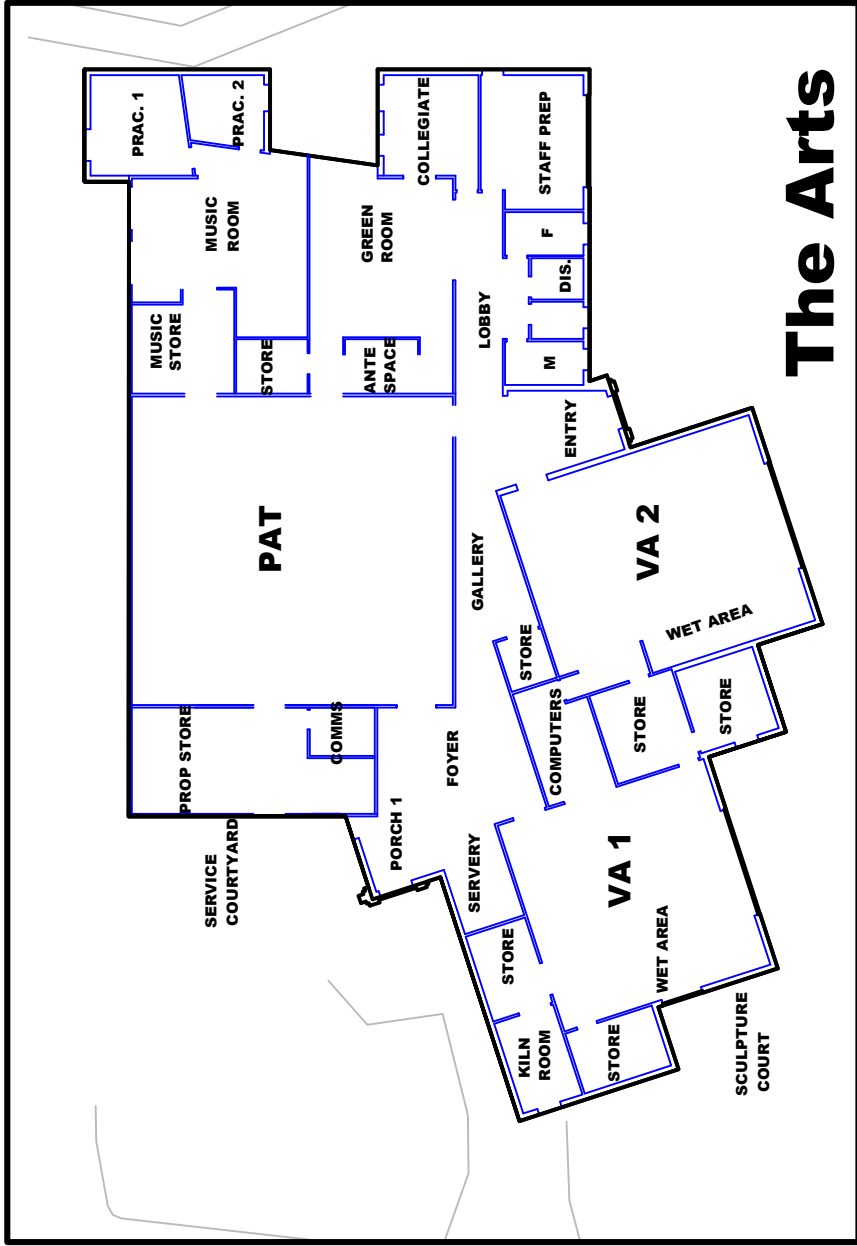 The Arts
PRAC. 1
PRAC. 2
COLLEGIATE
STAFF PREP
MUSIC
ROOM
GREEN
ROOM
F
DIS.
LOBBY
MUSIC
STORE
STORE
ANTE
SPACE
M
ENTRY
PAT
GALLERY
VA 2
WET AREA
STORE
PROP STORE
COMMS
FOYER
COMPUTERS
STORE
STORE
SERVICE
COURTYARD
PORCH 1
SERVERY
VA 1
WET AREA
STORE
KILN
ROOM
STORE
SCULPTURE
COURT